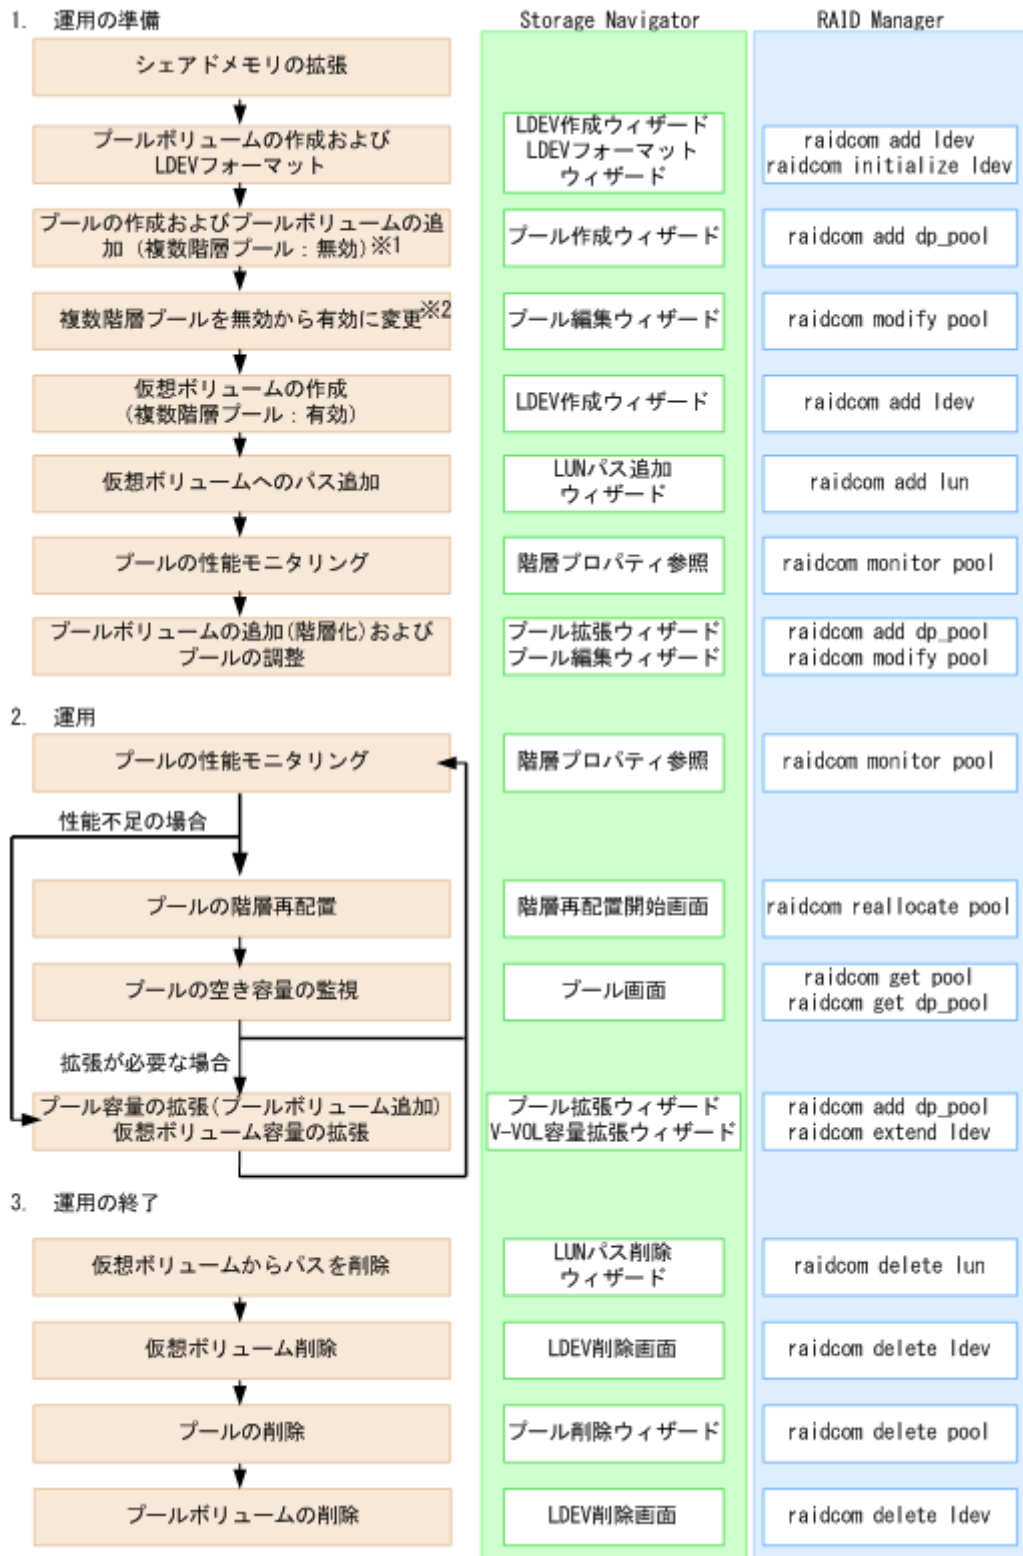 1. 運用の準備
Storage Navigator
RAID Manager
シェアドメモリの拡張
プールボリュームの作成および
LDEVフォーマット
LDEV作成ウィザード
LDEVフォーマット
ウィザード
raidcom add ldev
raidcom initialize ldev
プールの作成およびプールボリュームの追
加 (複数階層プール:無効)※1
プール作成ウィザード
raidcom add dp_pool
複数階層プールを無効から有効に変更※2
プール編集ウィザード
raidcom modify pool
仮想ボリュームの作成
(複数階層プール:有効)
LDEV作成ウィザード
raidcom add ldev
仮想ボリュームへのパス追加
LUNパス追加
ウィザード
raidcom add lun
プールの性能モニタリング
階層プロパティ参照
raidcom monitor pool
プールボリュームの追加(階層化)および
プールの調整
プール拡張ウィザード
プール編集ウィザード
raidcom add dp_pool
raidcom modify pool
2. 運用
プールの性能モニタリング
階層プロパティ参照
raidcom monitor pool
性能不足の場合
プールの階層再配置
階層再配置開始画面
raidcom reallocate pool
プールの空き容量の監視
プール画面
raidcom get pool
raidcom get dp_pool
拡張が必要な場合
プール容量の拡張(プールボリューム追加)
仮想ボリューム容量の拡張
プール拡張ウィザード
V-VOL容量拡張ウィザード
raidcom add dp_pool
raidcom extend ldev
3. 運用の終了
仮想ボリュームからパスを削除
LUNパス削除
ウィザード
raidcom delete lun
仮想ボリューム削除
LDEV削除画面
raidcom delete ldev
プールの削除
プール削除ウィザード
raidcom delete pool
プールボリュームの削除
LDEV削除画面
raidcom delete ldev